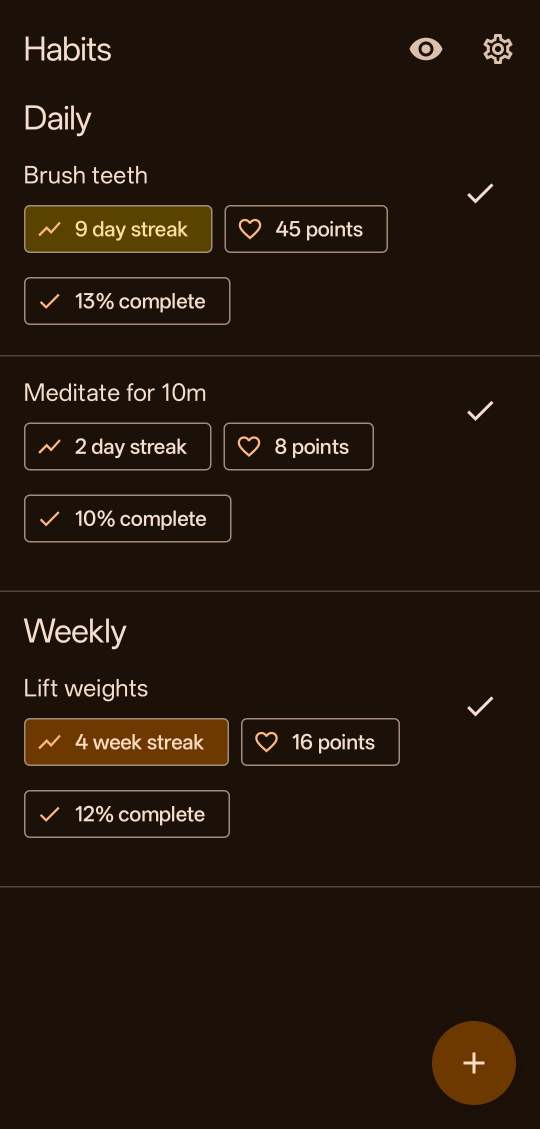 Habits
Daily
Brush teeth
9 day streak
45 points
13% complete
Meditate for 10m
2 day streak
8 points
10% complete
Weekly
Lift weights
4 week streak
16 points
12% complete